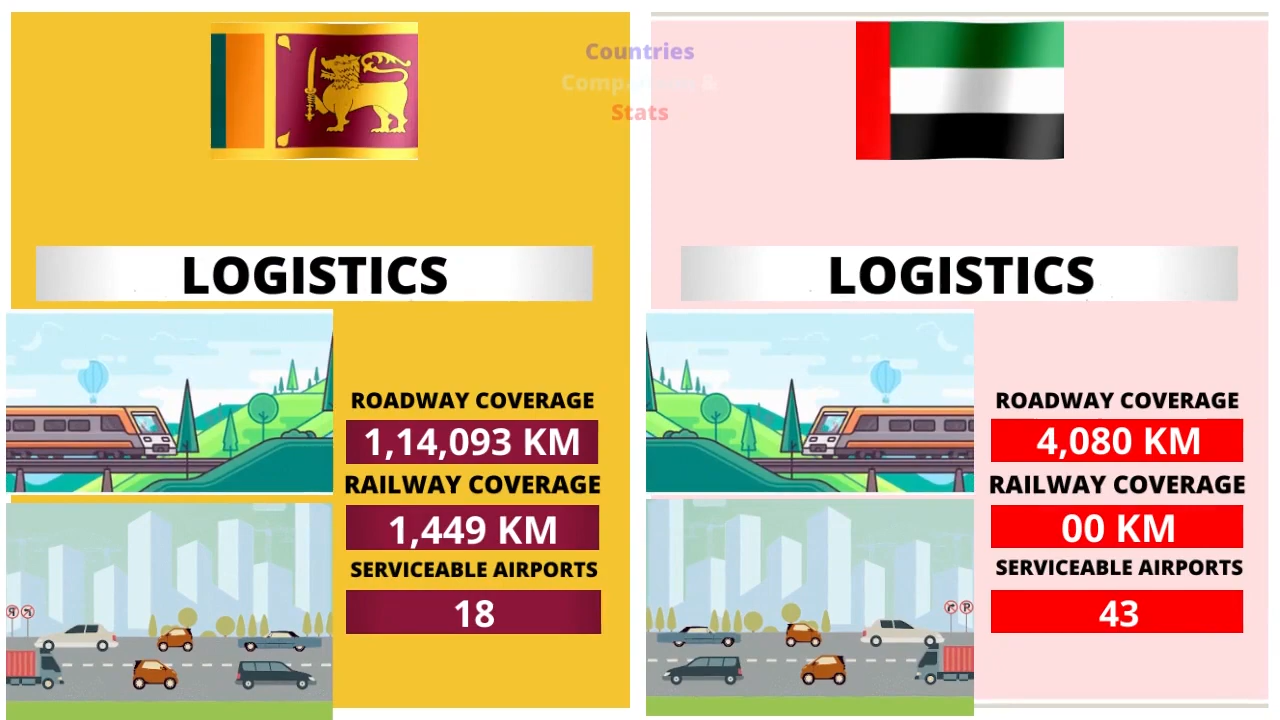 Countries
Comparison &
Stats
LOGISTICS
ROADWAY COVERAGE
1,14,093 KM
RAILWAY COVERAGE
1,449 KM
SERVICEABLE AIRPORTS
18
LOGISTICS
ROADWAY COVERAGE
4,080 KM
RAILWAY COVERAGE
00 KM
SERVICEABLE AIRPORTS
43